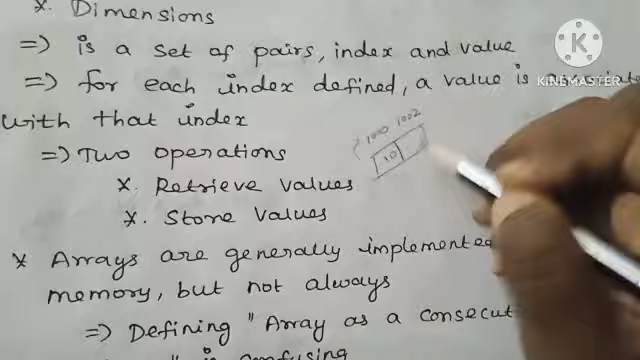 *. Dimensions
=> is a set of pairs, index and value
=> for each index defined, a value is
with that index
=> Two operations
*. Retrieve values
*. Store values
1000 1002
10
* Arrays are generally implemented
memory, but not always
=> Defining " Array as a consecut
" is confusing
KINEMASTER